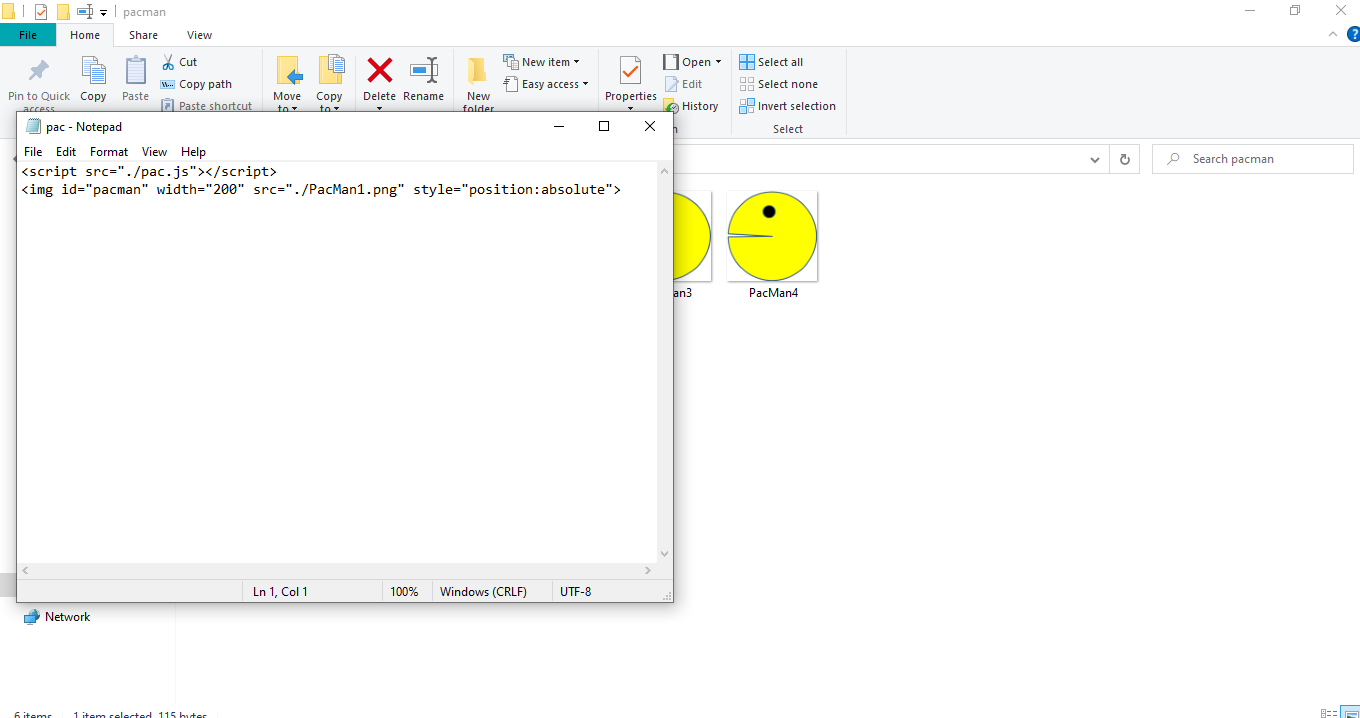 pacman
File Home Share View
Cut
New item
Open
Select all
Copy path
Easy access
Edit
Select none
Pin to Quick access
Copy
Paste
Paste shortcut
Move to
Copy to
Delete
Rename
New folder
Properties
History
Invert selection
Select
pac - Notepad
File Edit Format View Help
<script src="./pac.js"></script>
<img id="pacman" width="200" src="./PacMan1.png" style="position:absolute">
Search pacman
an3
PacMan4
Ln 1, Col 1 100% Windows (CRLF) UTF-8
Network
6 items 1 item selected 115 bytes